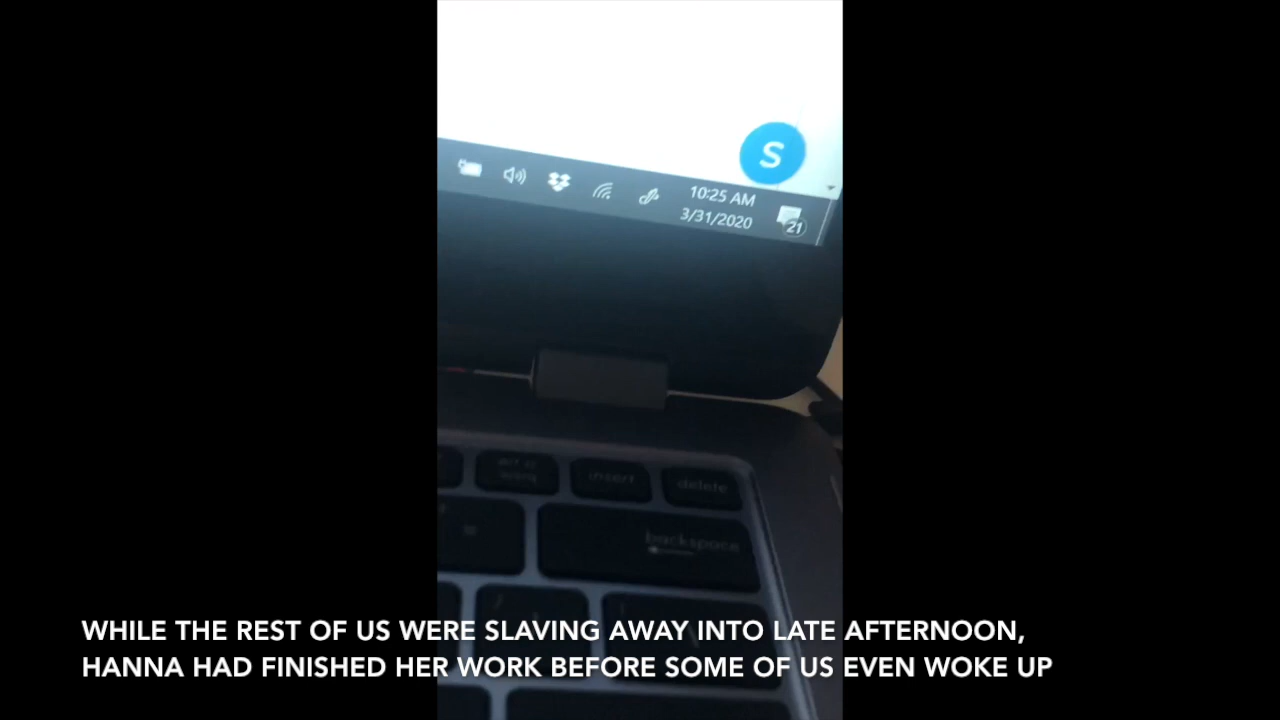 S
10:25 AM
3/31/2020
21
insert
delete
backspace
WHILE THE REST OF US WERE SLAVING AWAY INTO LATE AFTERNOON,
HANNA HAD FINISHED HER WORK BEFORE SOME OF US EVEN WOKE UP